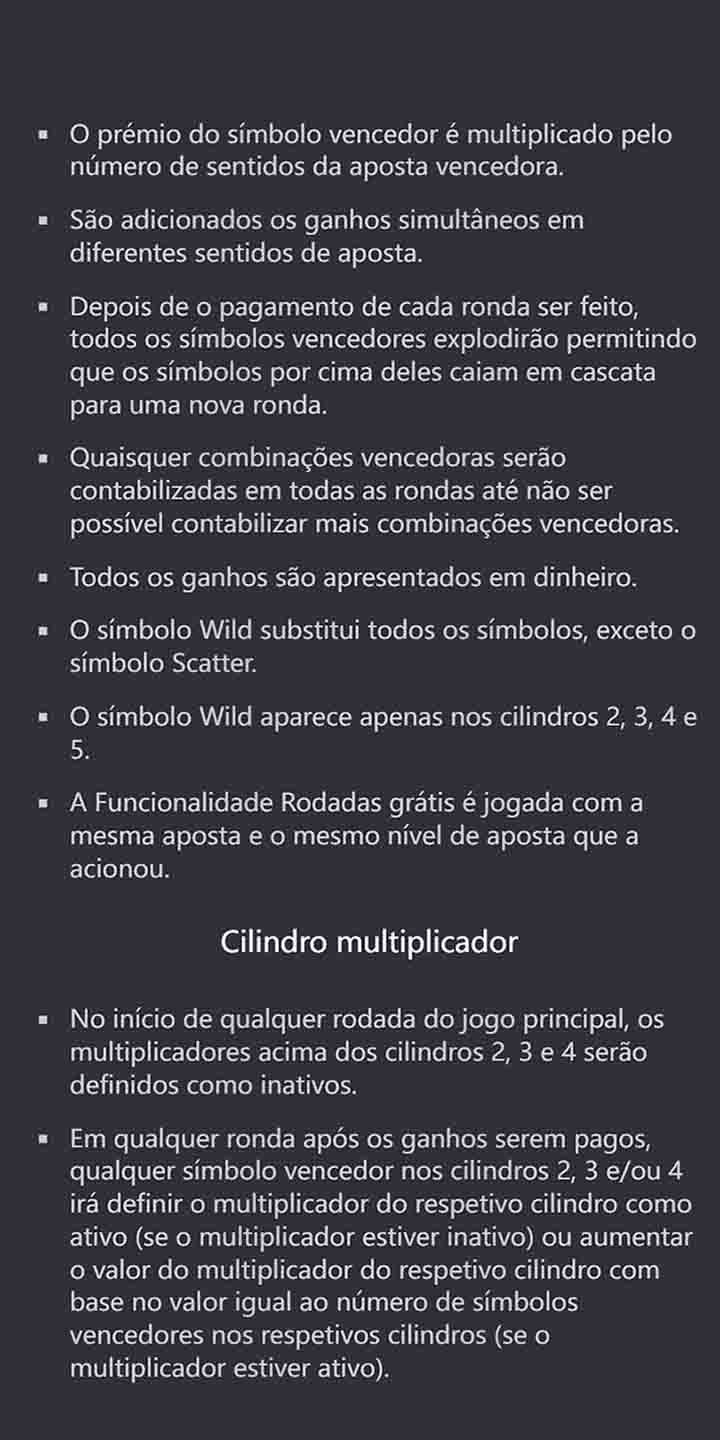 ▪ O prémio do símbolo vencedor é multiplicado pelo
número de sentidos da aposta vencedora.
▪ São adicionados os ganhos simultâneos em
diferentes sentidos de aposta.
▪ Depois de o pagamento de cada ronda ser feito,
todos os símbolos vencedores explodirão permitindo
que os símbolos por cima deles caiam em cascata
para uma nova ronda.
▪ Quaisquer combinações vencedoras serão
contabilizadas em todas as rondas até não ser
possível contabilizar mais combinações vencedoras.
▪ Todos os ganhos são apresentados em dinheiro.
▪ O símbolo Wild substitui todos os símbolos, exceto o
símbolo Scatter.
▪ O símbolo Wild aparece apenas nos cilindros 2, 3, 4 e
5.
▪ A Funcionalidade Rodadas grátis é jogada com a
mesma aposta e o mesmo nível de aposta que a
acionou.
Cilindro multiplicador
▪ No início de qualquer rodada do jogo principal, os
multiplicadores acima dos cilindros 2, 3 e 4 serão
definidos como inativos.
▪ Em qualquer ronda após os ganhos serem pagos,
qualquer símbolo vencedor nos cilindros 2, 3 e/ou 4
irá definir o multiplicador do respetivo cilindro como
ativo (se o multiplicador estiver inativo) ou aumentar
o valor do multiplicador do respetivo cilindro com
base no valor igual ao número de símbolos
vencedores nos respetivos cilindros (se o
multiplicador estiver ativo).